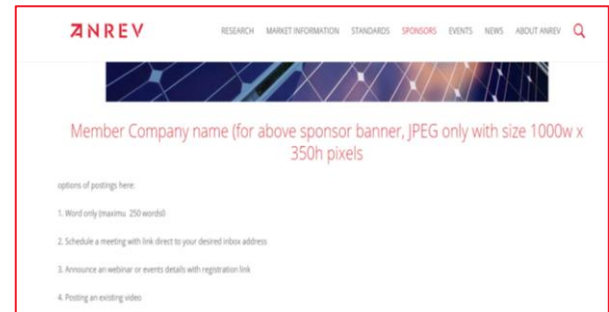 ANREV
RESEARCH MARKET INFORMATION STANDARDS SPONSORS EVENTS NEWS ABOUT ANREV
Member Company name (for above sponsor banner, JPEG only with size 1000w x
350h pixels
options of postings here:
1. Word only (maximu 250 words)
2. Schedule a meeting with link direct to your desired inbox address
3. Announce an webinar or events details with registration link
4. Posting an existing video